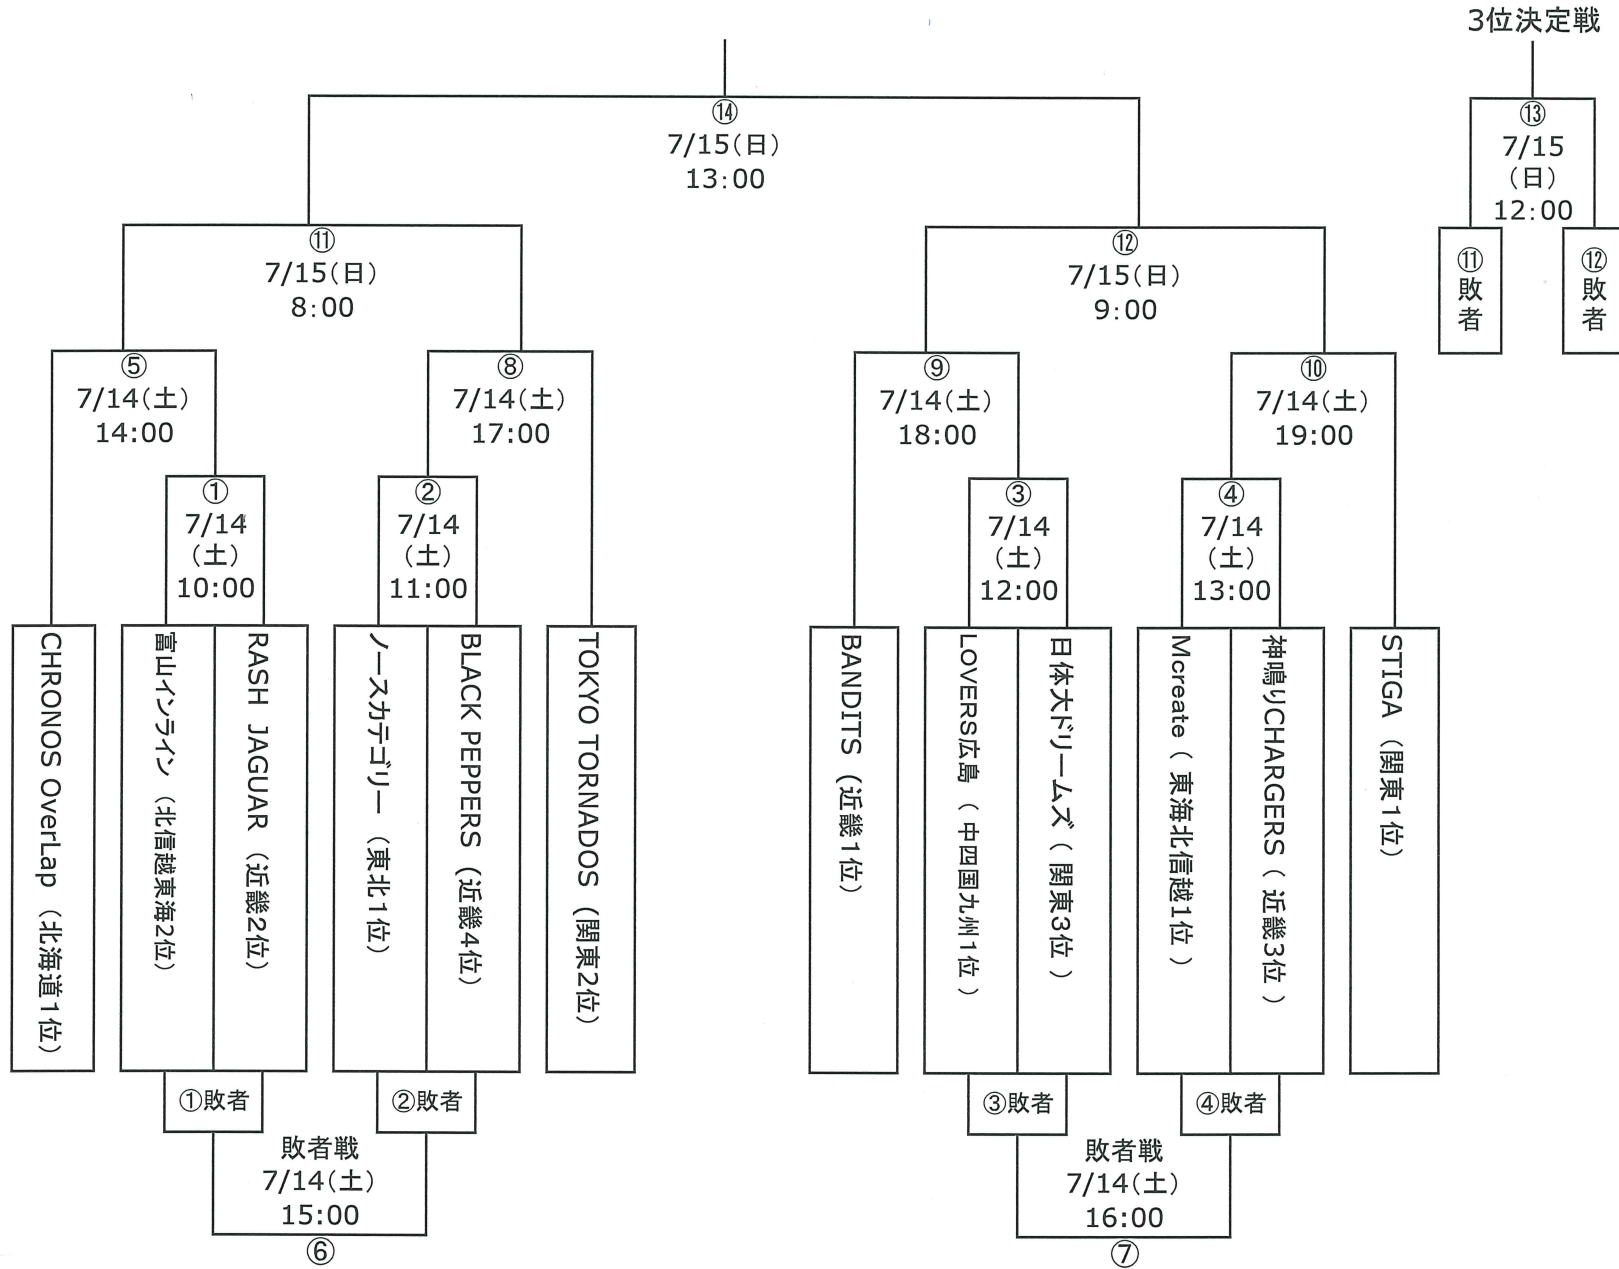 3位決定戦
⑭
7/15(日)
13:00
⑬
7/15
(日)
12:00
⑪敗者
⑫敗者
⑪
7/15(日)
8:00
⑫
7/15(日)
9:00
⑤
7/14(土)
14:00
⑧
7/14(土)
17:00
⑨
7/14(土)
18:00
⑩
7/14(土)
19:00
①
7/14
(土)
10:00
②
7/14
(土)
11:00
③
7/14
(土)
12:00
④
7/14
(土)
13:00
CHRONOS OverLap (北海道1位)
富山インライン (北信越東海2位)
RASH JAGUAR (近畿2位)
ノースカテゴリー (東北1位)
BLACK PEPPERS (近畿4位)
TOKYO TORNADOS (関東2位)
BANDITS (近畿1位)
LOVERS広島 ( 中四国九州1位 )
日体大ドリームズ ( 関東3位 )
Mcreate ( 東海北信越1位 )
神鳴りCHARGERS ( 近畿3位 )
STIGA (関東1位)
①敗者
②敗者
③敗者
④敗者
敗者戦
7/14(土)
15:00
⑥
敗者戦
7/14(土)
16:00
⑦